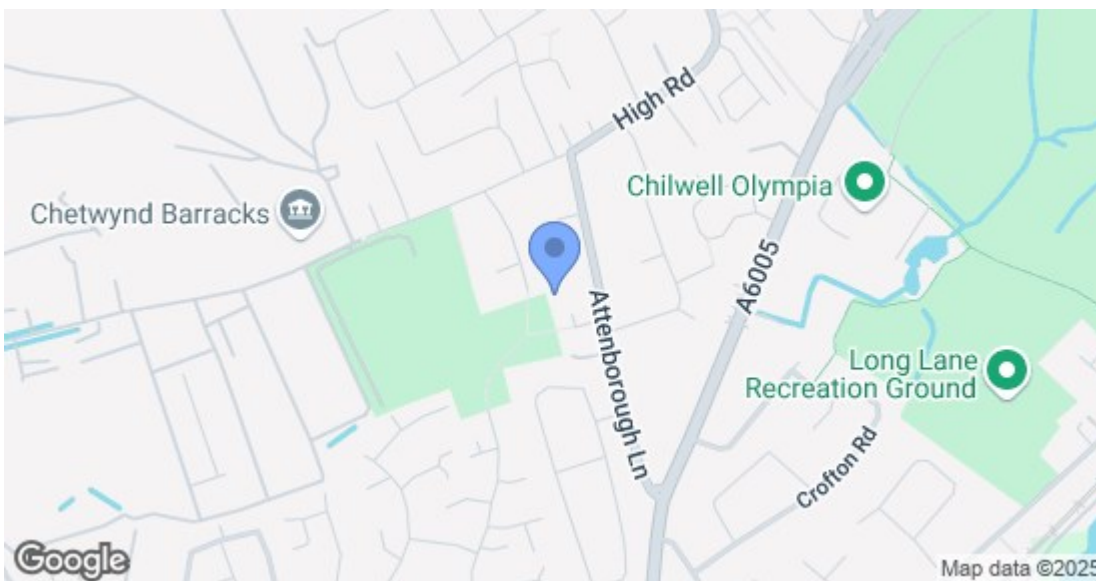 High Rd
Chilwell Olympia
Chetwynd Barracks
A6005
Attenborough Ln
Long Lane
Recreation Ground
Crofton Rd
Google
Map data ©2025